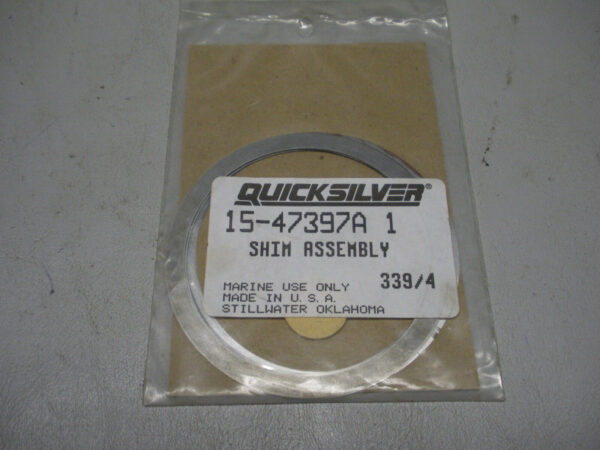 QUICKSILVER®
15-47397A 1
SHIM ASSEMBLY
339/4
MARINE USE ONLY
MADE IN U.S.A.
STILLWATER OKLAHOMA